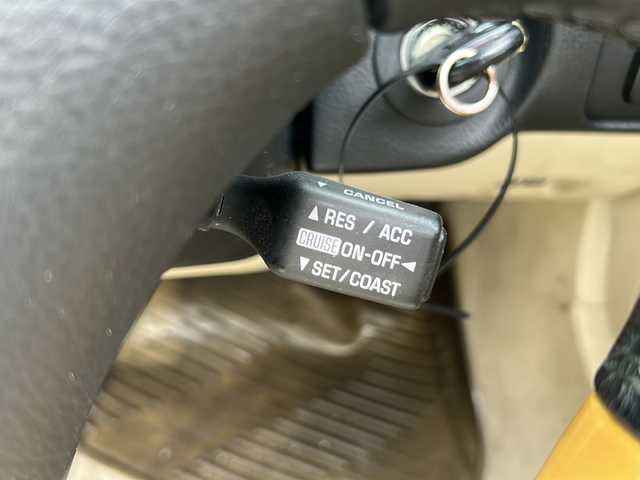 ▼ CANCEL
▲ RES / ACC
CRUISE ON-OFF ◀
▼ SET/COAST